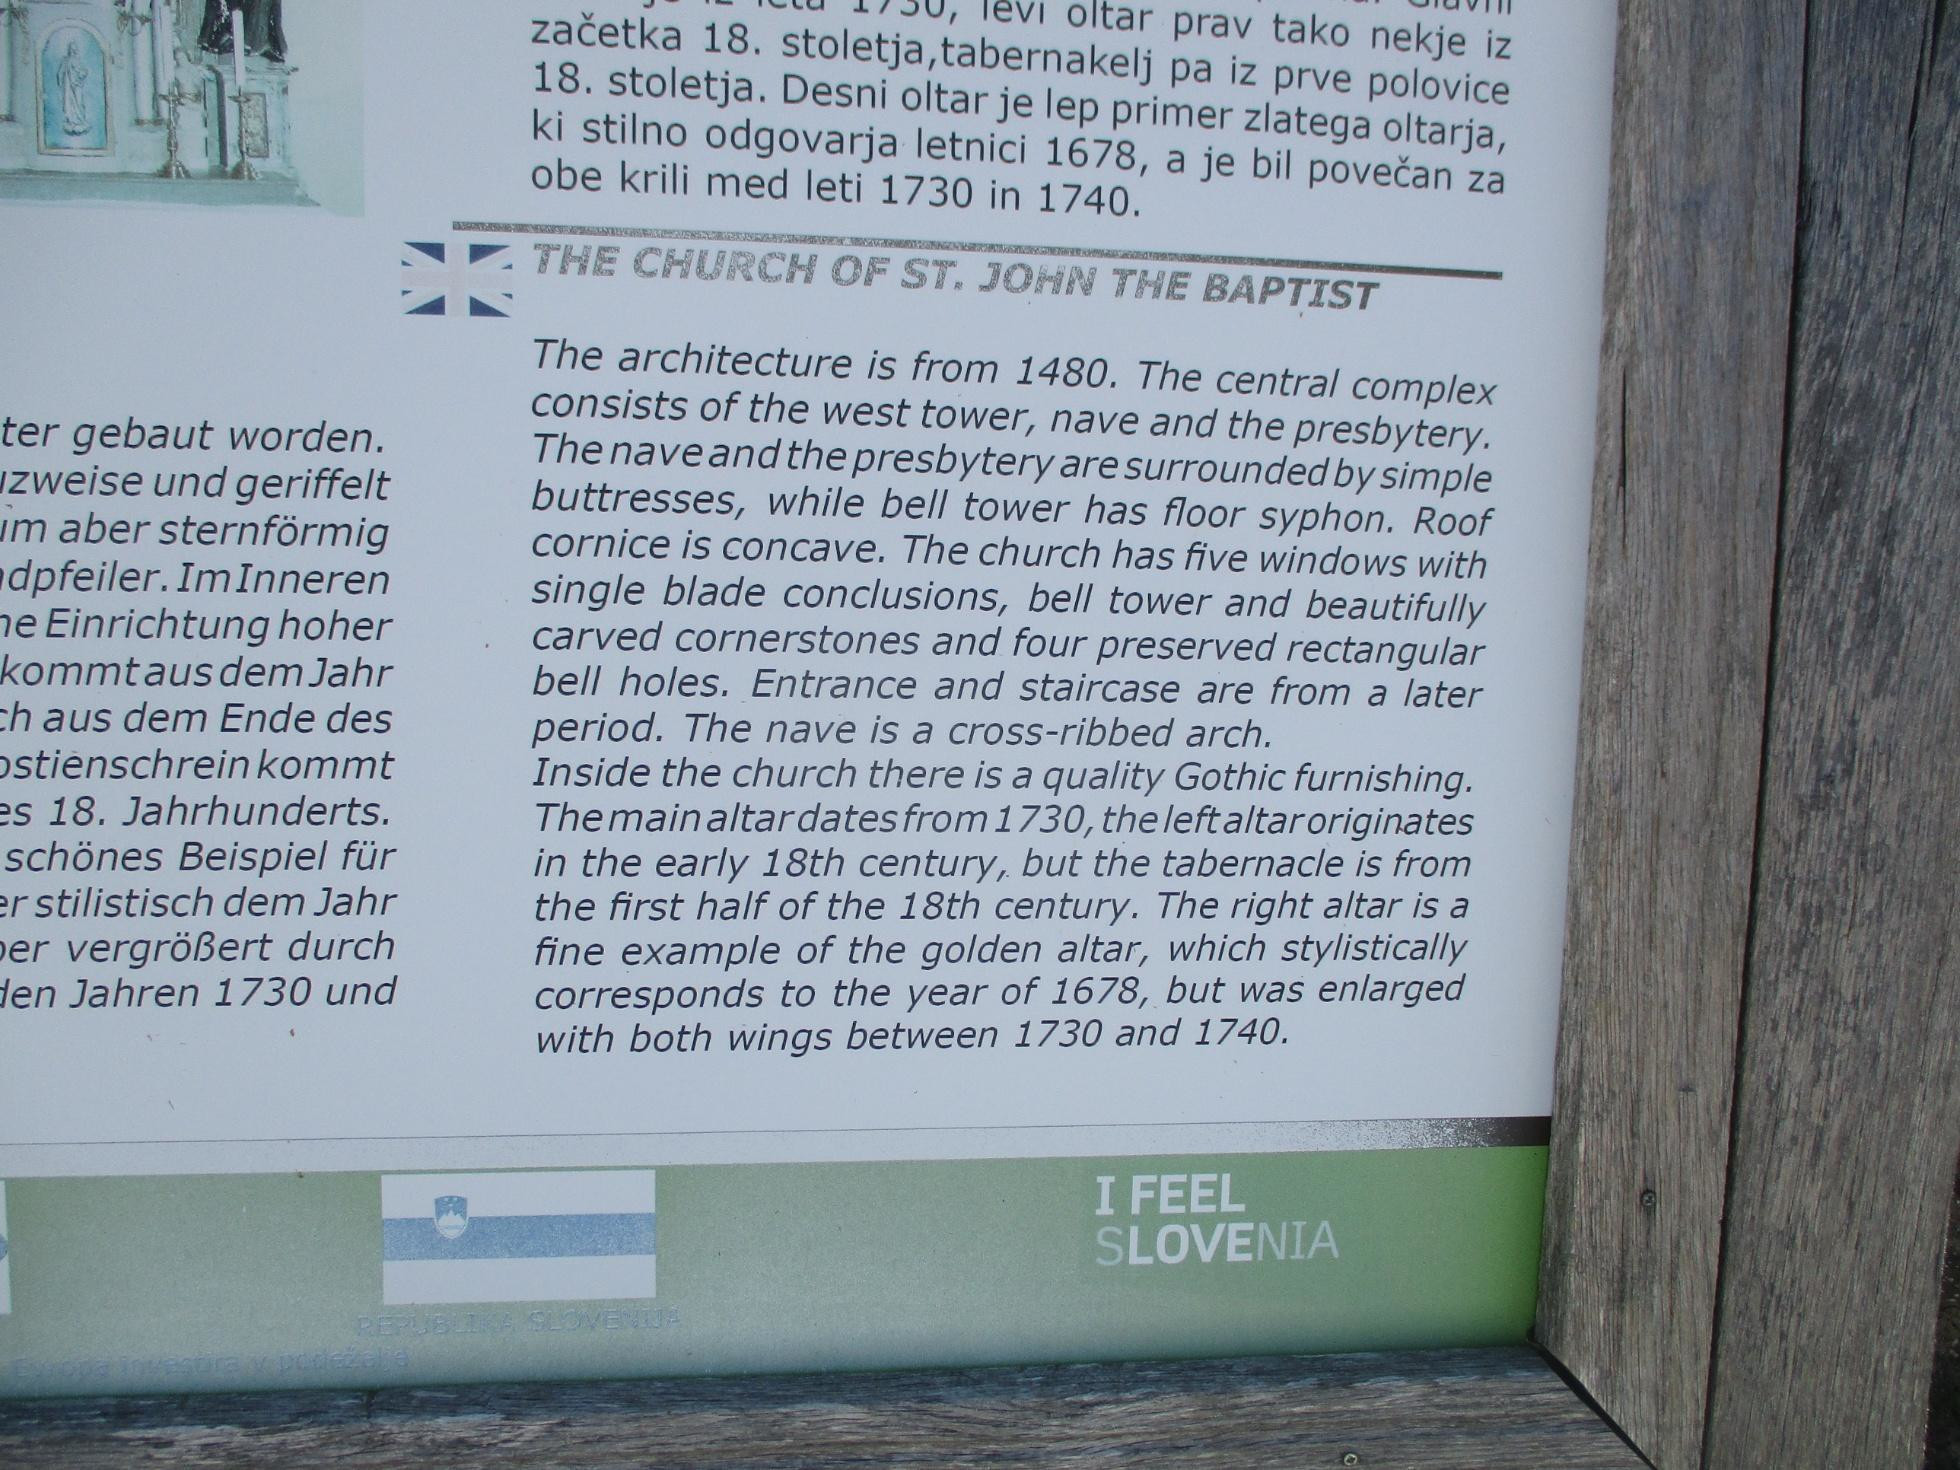 1730, levi oltar prav tako nekje iz
začetka 18. stoletja,tabernakelj pa iz prve polovice
18. stoletja. Desni oltar je lep primer zlatega oltarja,
ki stilno odgovarja letnici 1678, a je bil povečan za
obe krili med leti 1730 in 1740.
THE CHURCH OF ST. JOHN THE BAPTIST
The architecture is from 1480. The central complex
consists of the west tower, nave and the presbytery.
The nave and the presbytery are surrounded by simple
buttresses, while bell tower has floor syphon. Roof
cornice is concave. The church has five windows with
single blade conclusions, bell tower and beautifully
carved cornerstones and four preserved rectangular
bell holes. Entrance and staircase are from a later
period. The nave is a cross-ribbed arch.
Inside the church there is a quality Gothic furnishing.
The main altar dates from 1730, the left altar originates
in the early 18th century, but the tabernacle is from
the first half of the 18th century. The right altar is a
fine example of the golden altar, which stylistically
corresponds to the year of 1678, but was enlarged
with both wings between 1730 and 1740.
gebaut worden.
und geriffelt
aber sternförmig
Im Inneren
Einrichtung hoher
kommt aus dem Jahr
aus dem Ende des
kommt
18. Jahrhunderts.
schönes Beispiel für
stilistisch dem Jahr
vergrößert durch
Jahren 1730 und
I FEEL
SLOVENIA
REPUBLIKA SLOVENIJA
Evropa investira v podeželje